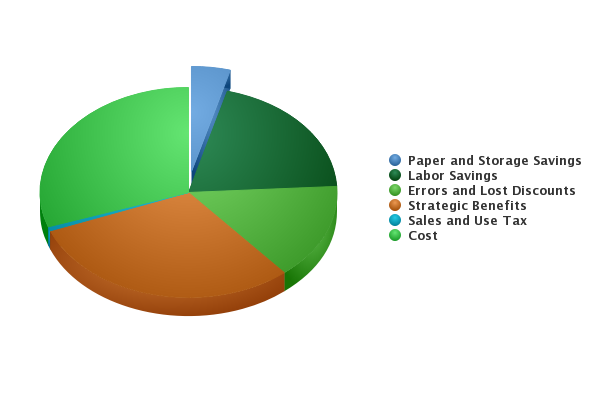 Paper and Storage Savings
Labor Savings
Errors and Lost Discounts
Strategic Benefits
Sales and Use Tax
Cost